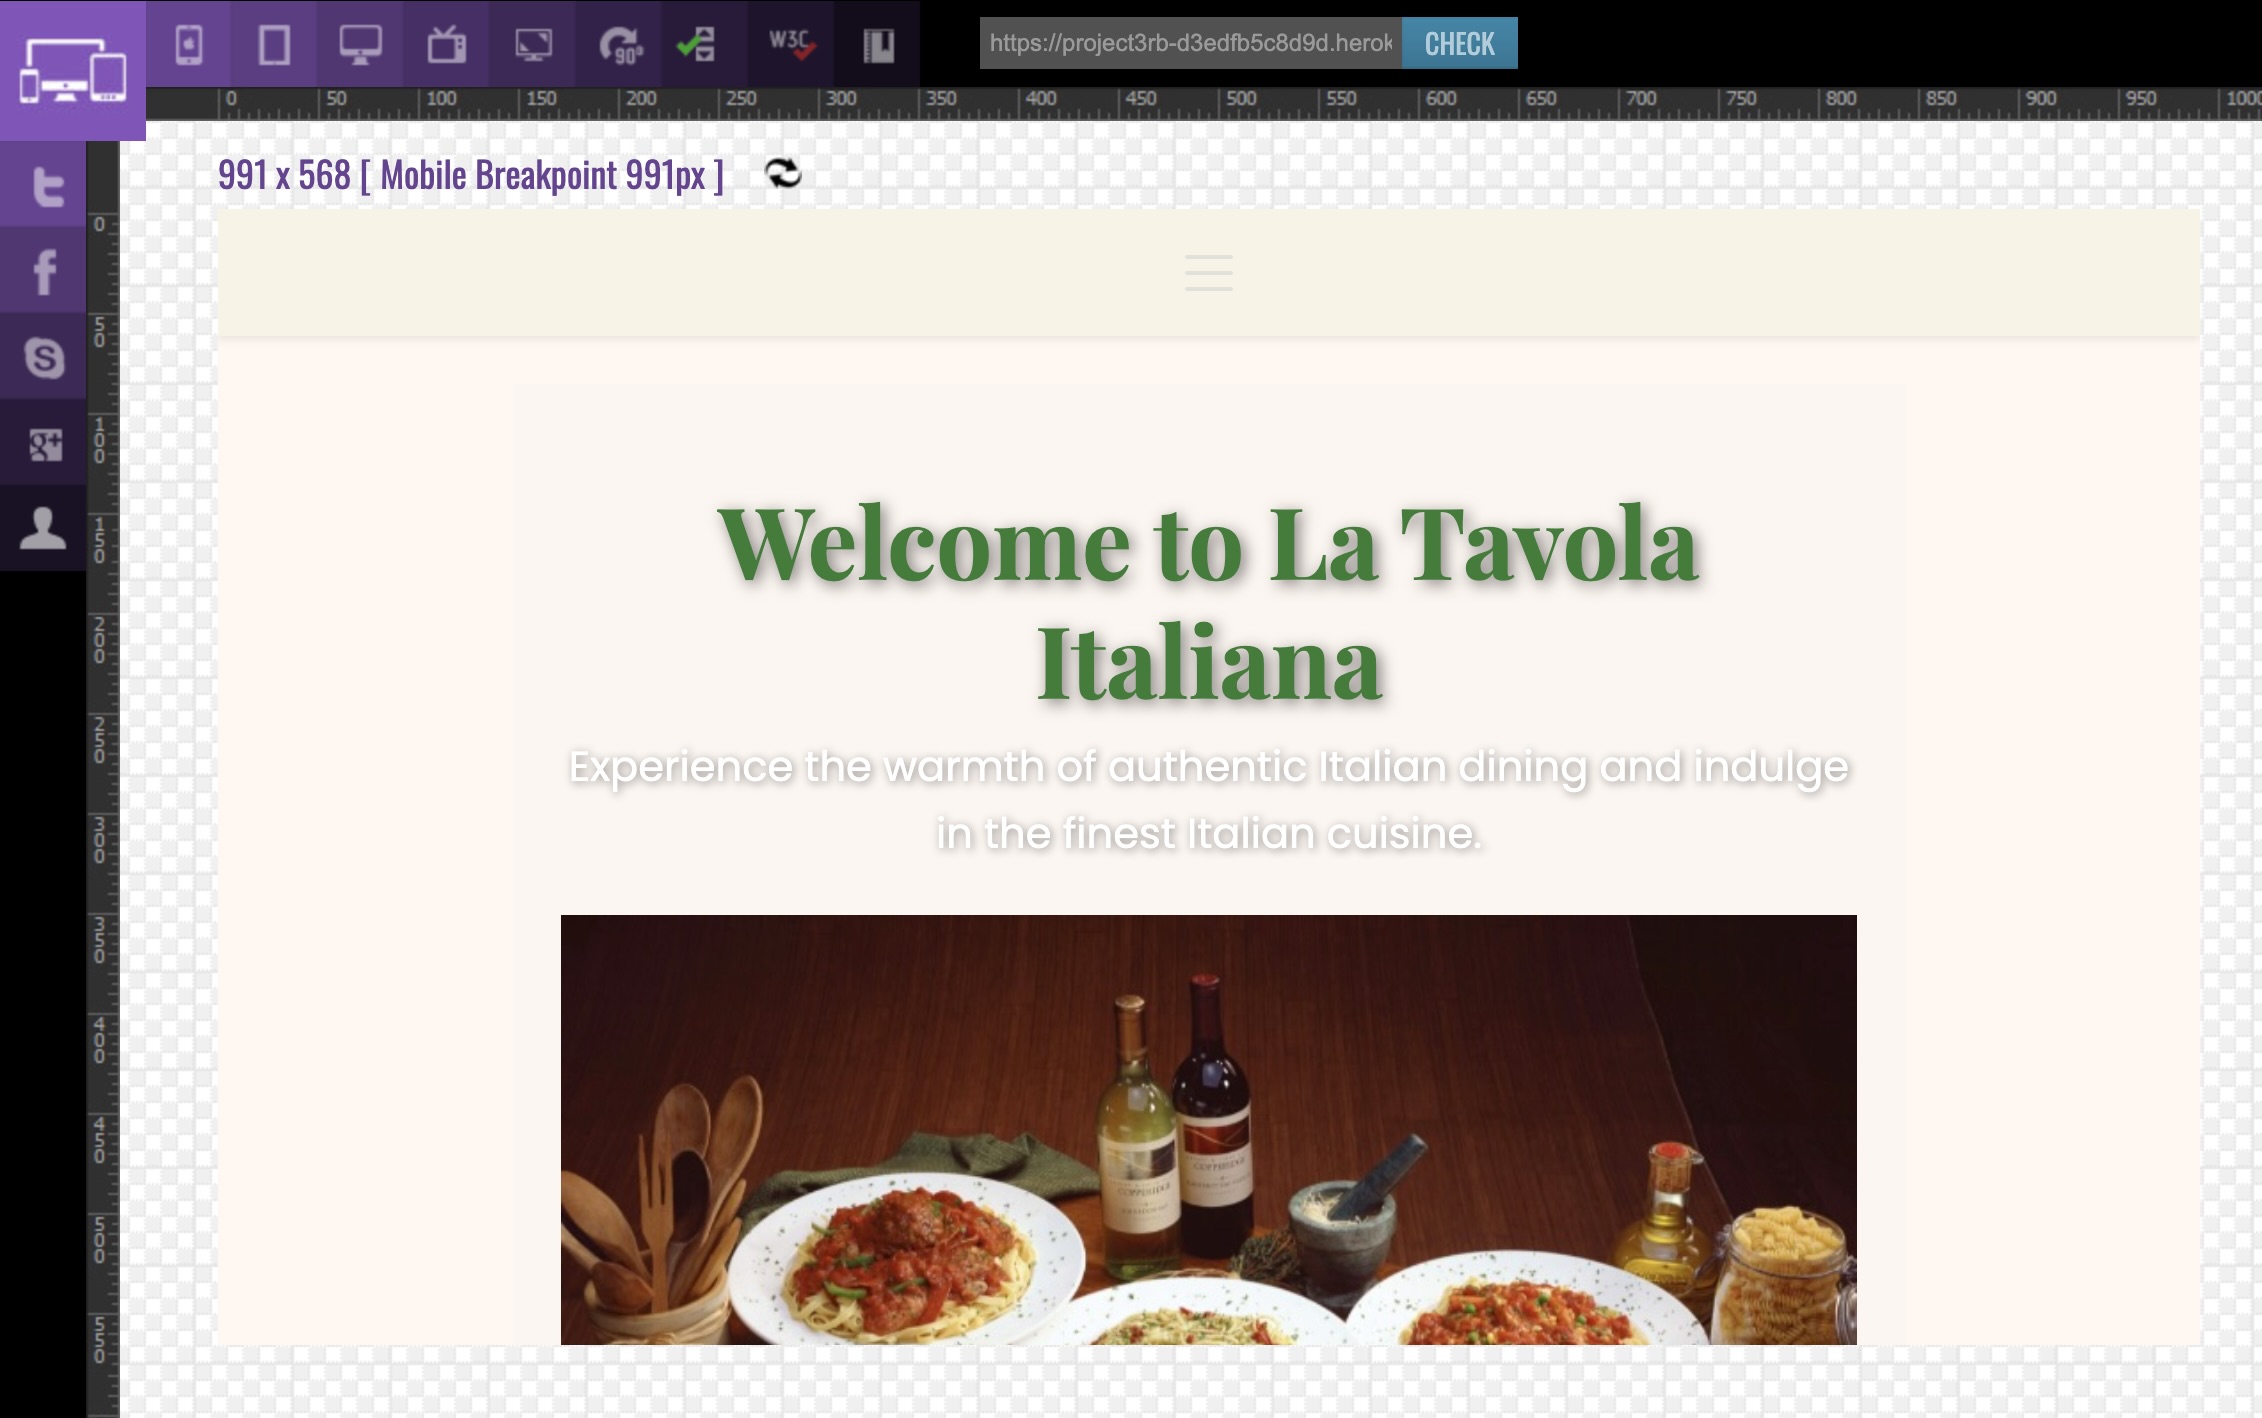 90°
W3C
https://project3rb-d3edfb5c8d9d.herok
CHECK
0 50 100 150 200 250 300 350 400 450 500 550 600 650 700 750 800 850 900 950 1000
991 x 568 [ Mobile Breakpoint 991px ]
t
f
S
g+
0
50
100
150
200
250
300
350
400
450
500
550
Welcome to La Tavola
Italiana
Experience the warmth of authentic Italian dining and indulge
in the finest Italian cuisine.
COPPERIDGE
COPPERIDGE